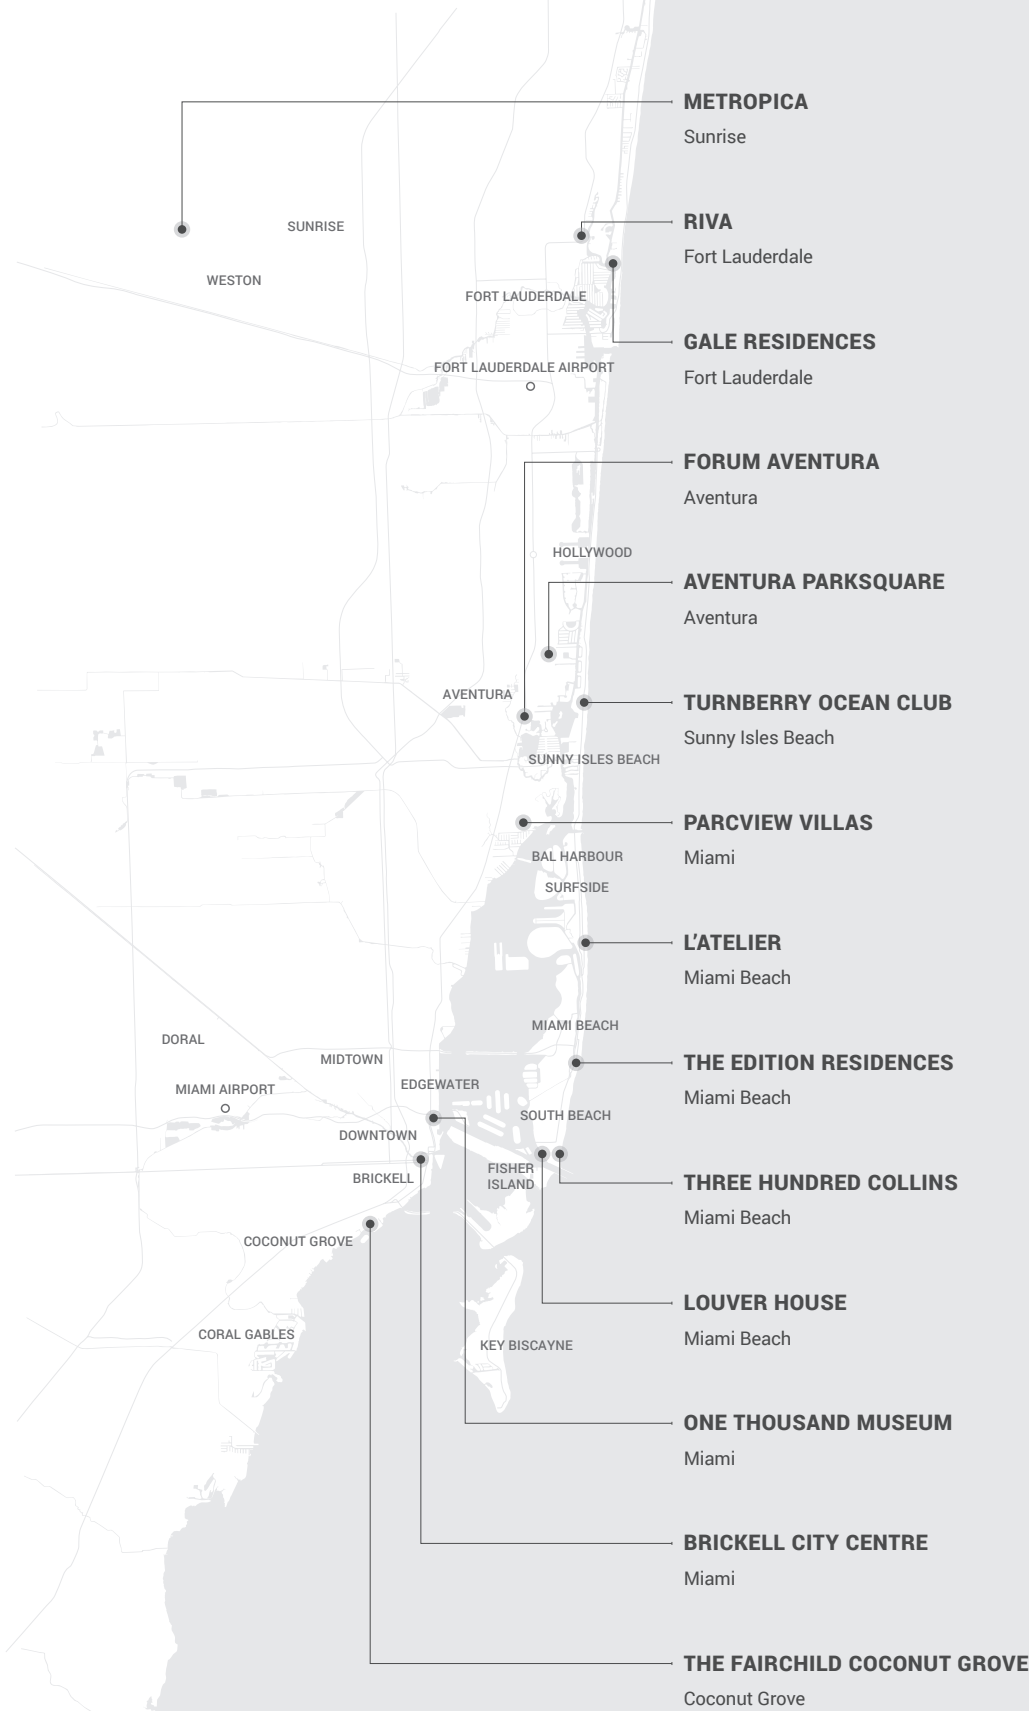 METROPICA
Sunrise
SUNRISE
RIVA
Fort Lauderdale
WESTON
FORT LAUDERDALE
GALE RESIDENCES
Fort Lauderdale
FORT LAUDERDALE AIRPORT
FORUM AVENTURA
Aventura
HOLLYWOOD
AVENTURA PARKSQUARE
Aventura
AVENTURA
TURNBERRY OCEAN CLUB
Sunny Isles Beach
SUNNY ISLES BEACH
PARCVIEW VILLAS
Miami
BAL HARBOUR
SURFSIDE
L’ATELIER
Miami Beach
MIAMI BEACH
DORAL
MIDTOWN
THE EDITION RESIDENCES
Miami Beach
EDGEWATER
MIAMI AIRPORT
SOUTH BEACH
DOWNTOWN
FISHER
ISLAND
BRICKELL
THREE HUNDRED COLLINS
Miami Beach
COCONUT GROVE
LOUVER HOUSE
Miami Beach
CORAL GABLES
KEY BISCAYNE
ONE THOUSAND MUSEUM
Miami
BRICKELL CITY CENTRE
Miami
THE FAIRCHILD COCONUT GROVE
Coconut Grove